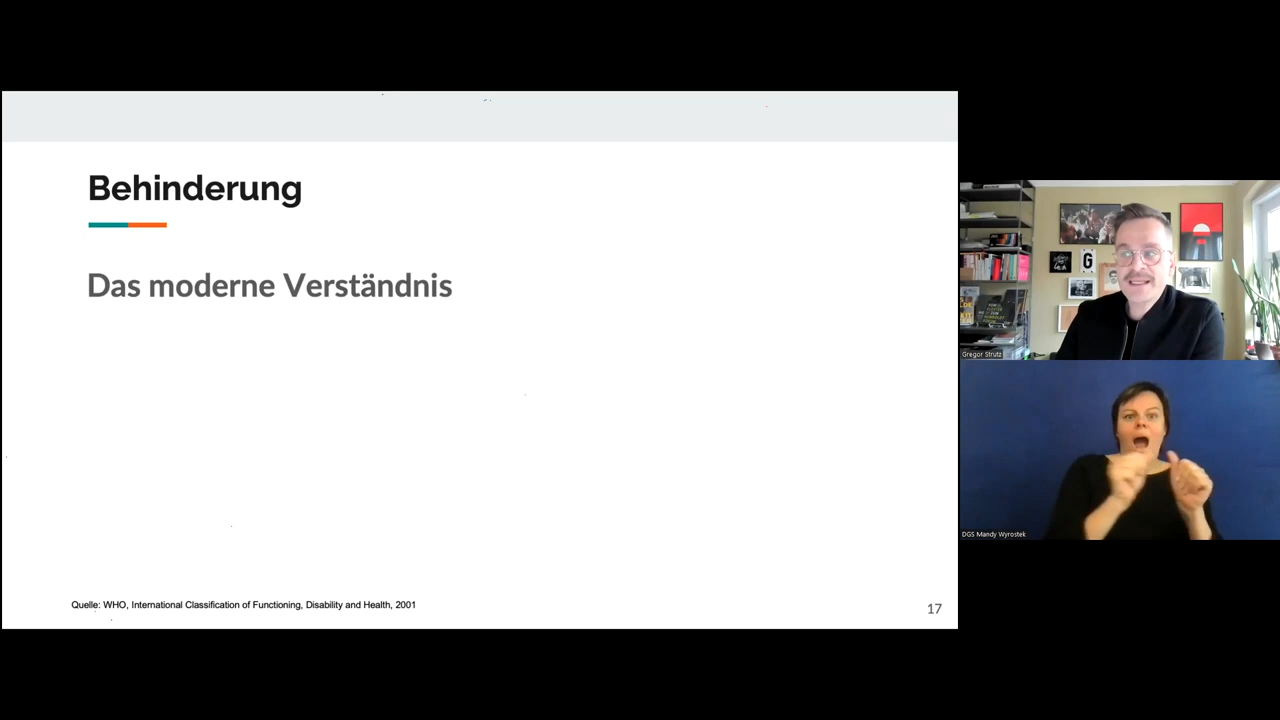 Behinderung
Das moderne Verständnis
Quelle: WHO, International Classification of Functioning, Disability and Health, 2001
17
G
Gregor Strutz
DGS Mandy Wyrostek